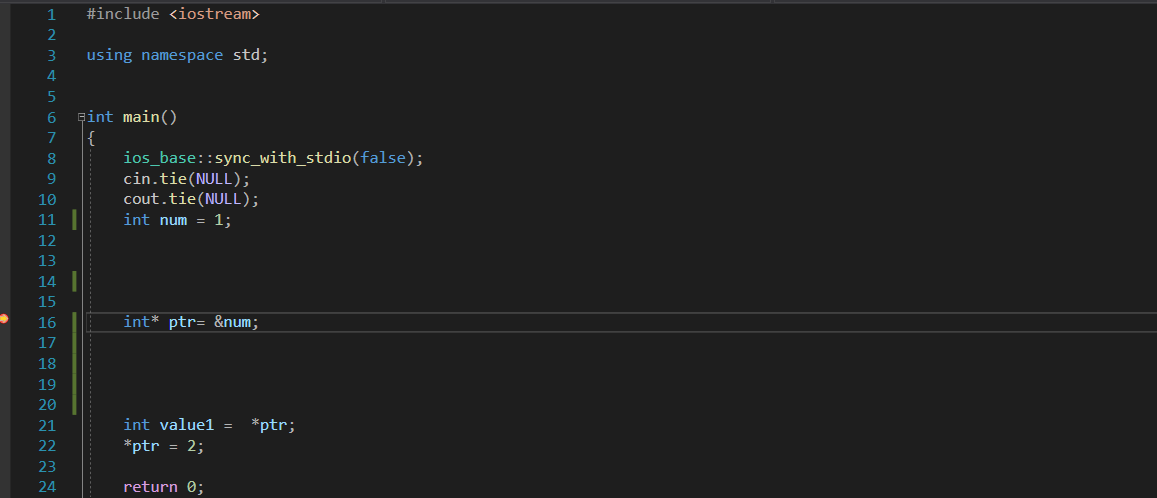 1 #include <iostream>
2
3 using namespace std;
4
5
6 int main()
7 {
8 ios_base::sync_with_stdio(false);
9 cin.tie(NULL);
10 cout.tie(NULL);
11 int num = 1;
12
13
14
15
16 int* ptr= &num;
17
18
19
20
21 int value1 =  *ptr;
22 *ptr = 2;
23
24 return 0;